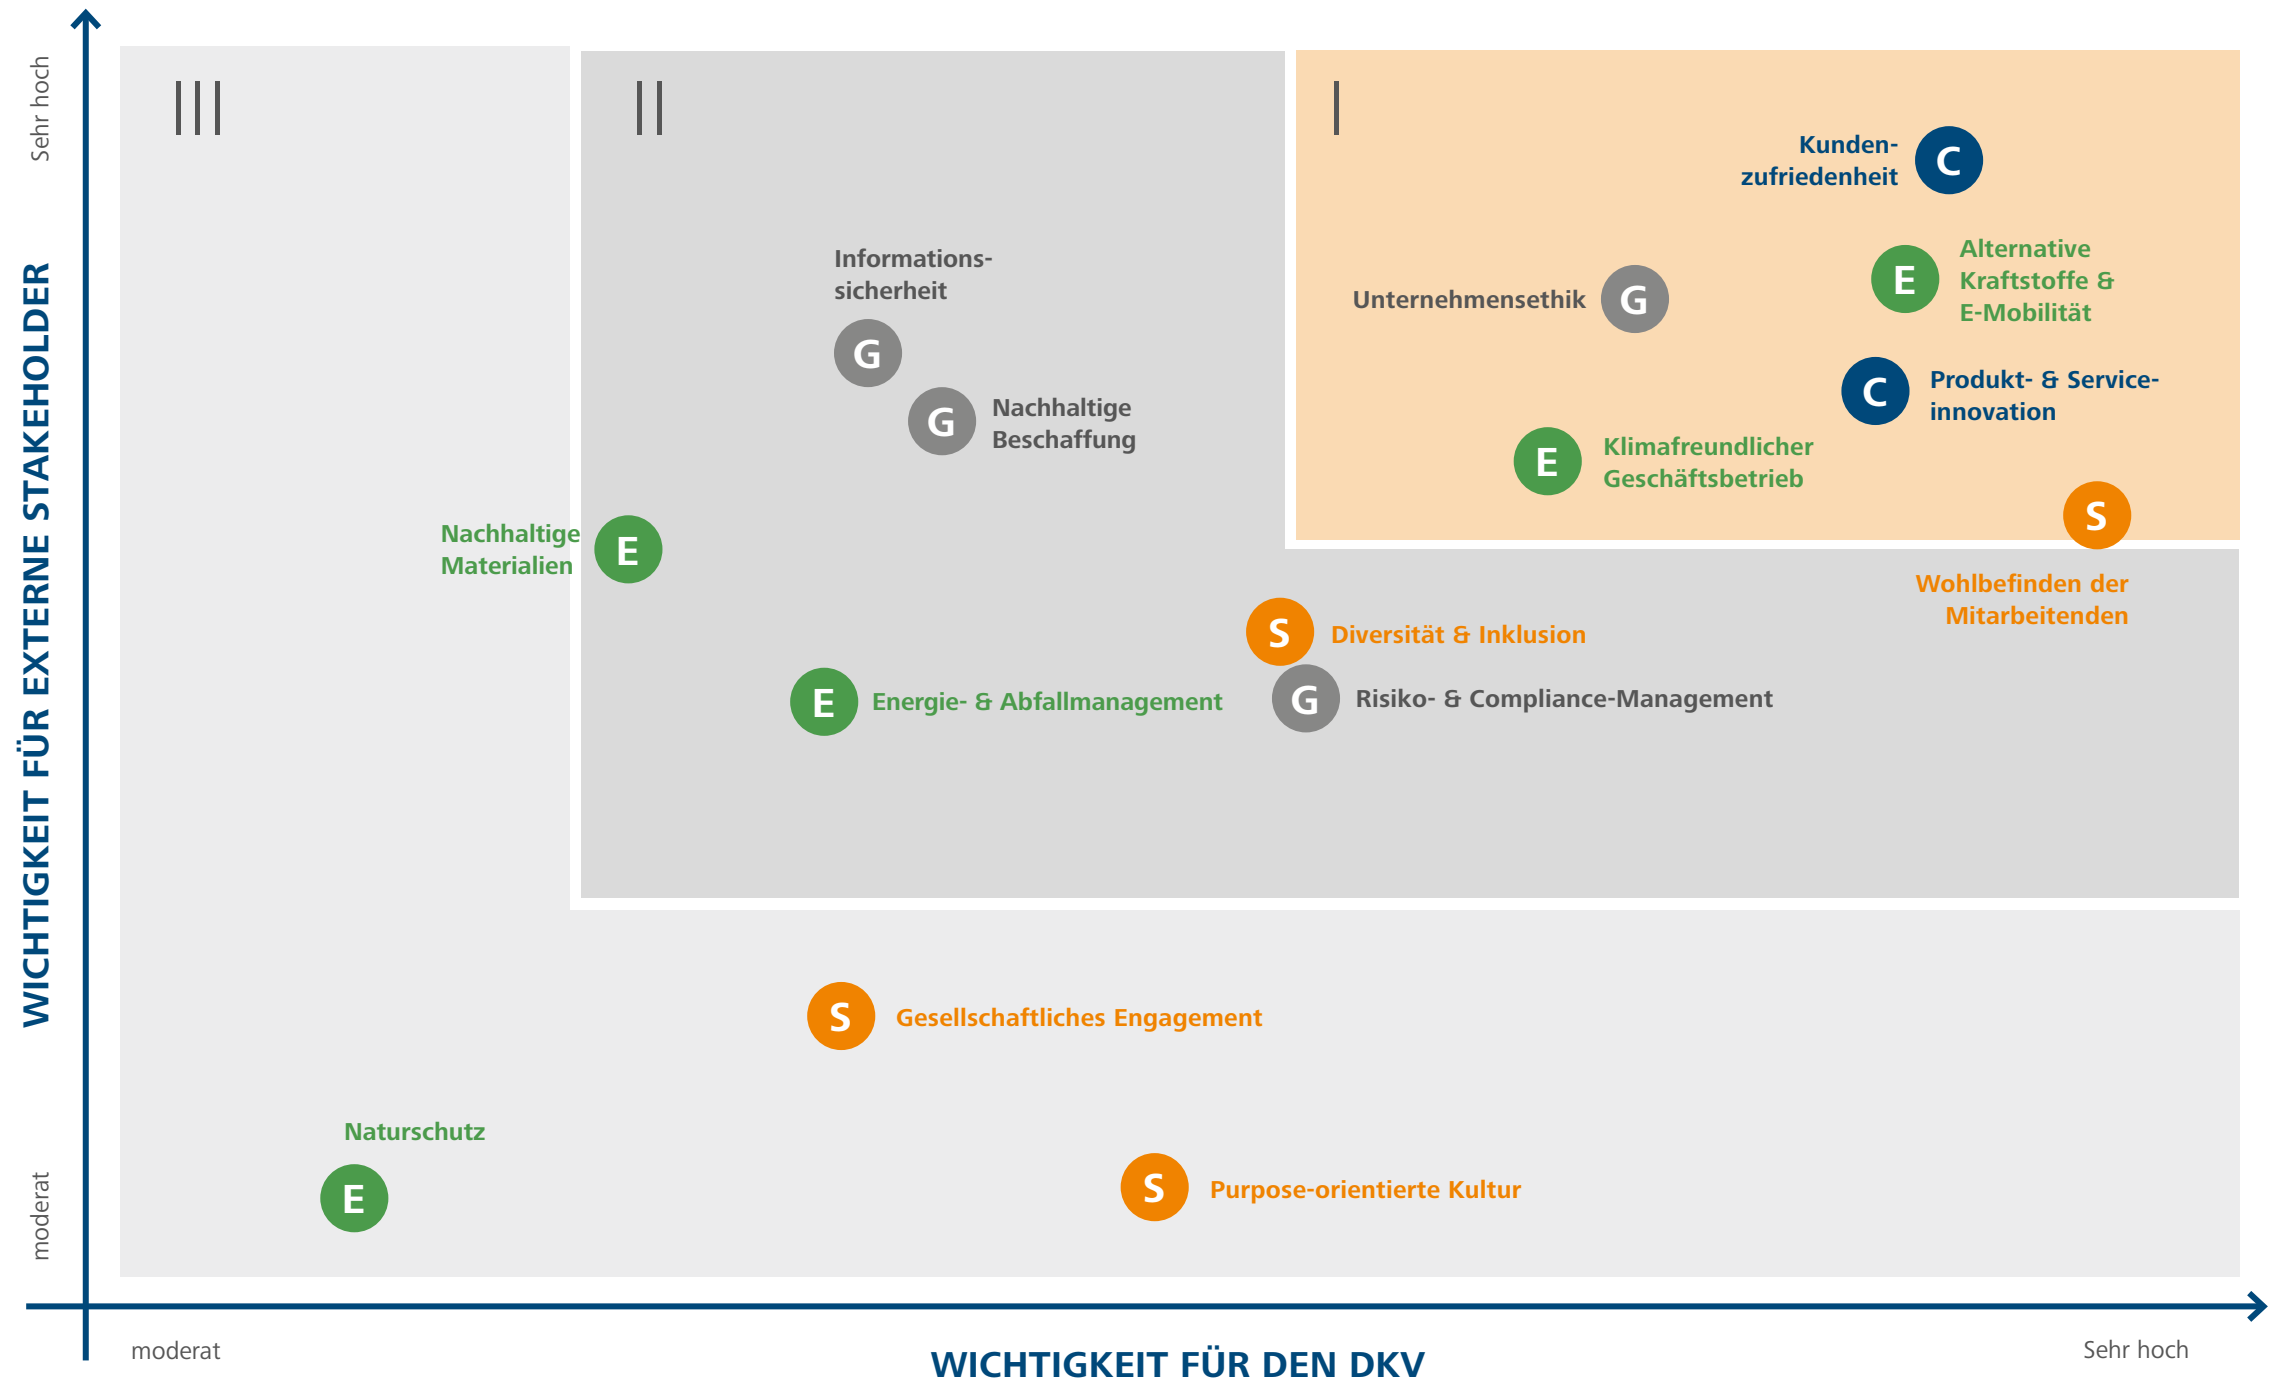 Sehr hoch
WICHTIGKEIT FÜR EXTERNE STAKEHOLDER
moderat
III
II
I
Kunden-
zufriedenheit
C
Alternative
Kraftstoffe &
E-Mobilität
E
Unternehmensethik
G
Produkt- & Service-
innovation
C
Klimafreundlicher
Geschäftsbetrieb
E
S
Wohlbefinden der
Mitarbeitenden
Informations-
sicherheit
G
G
Nachhaltige
Beschaffung
Nachhaltige
Materialien
E
S
Diversität & Inklusion
E
Energie- & Abfallmanagement
G
Risiko- & Compliance-Management
S
Gesellschaftliches Engagement
Naturschutz
E
S
Purpose-orientierte Kultur
moderat
WICHTIGKEIT FÜR DEN DKV
Sehr hoch